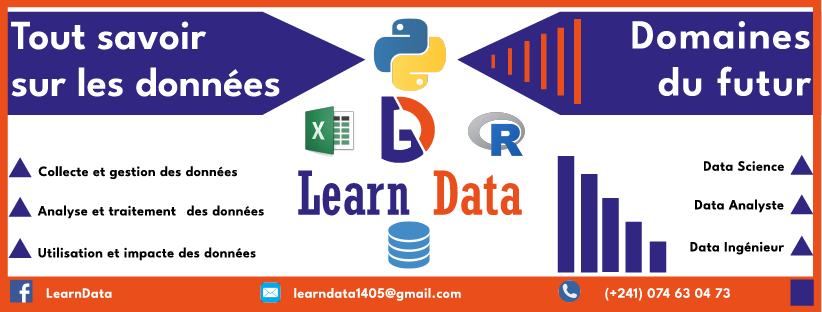 Tout savoir
sur les données
Domaines
du futur
X
R
Learn Data
Collecte et gestion des données
Analyse et traitement des données
Utilisation et impacte des données
Data Science
Data Analyste
Data Ingénieur
f
LearnData
learndata1405@gmail.com
(+241) 074 63 04 73